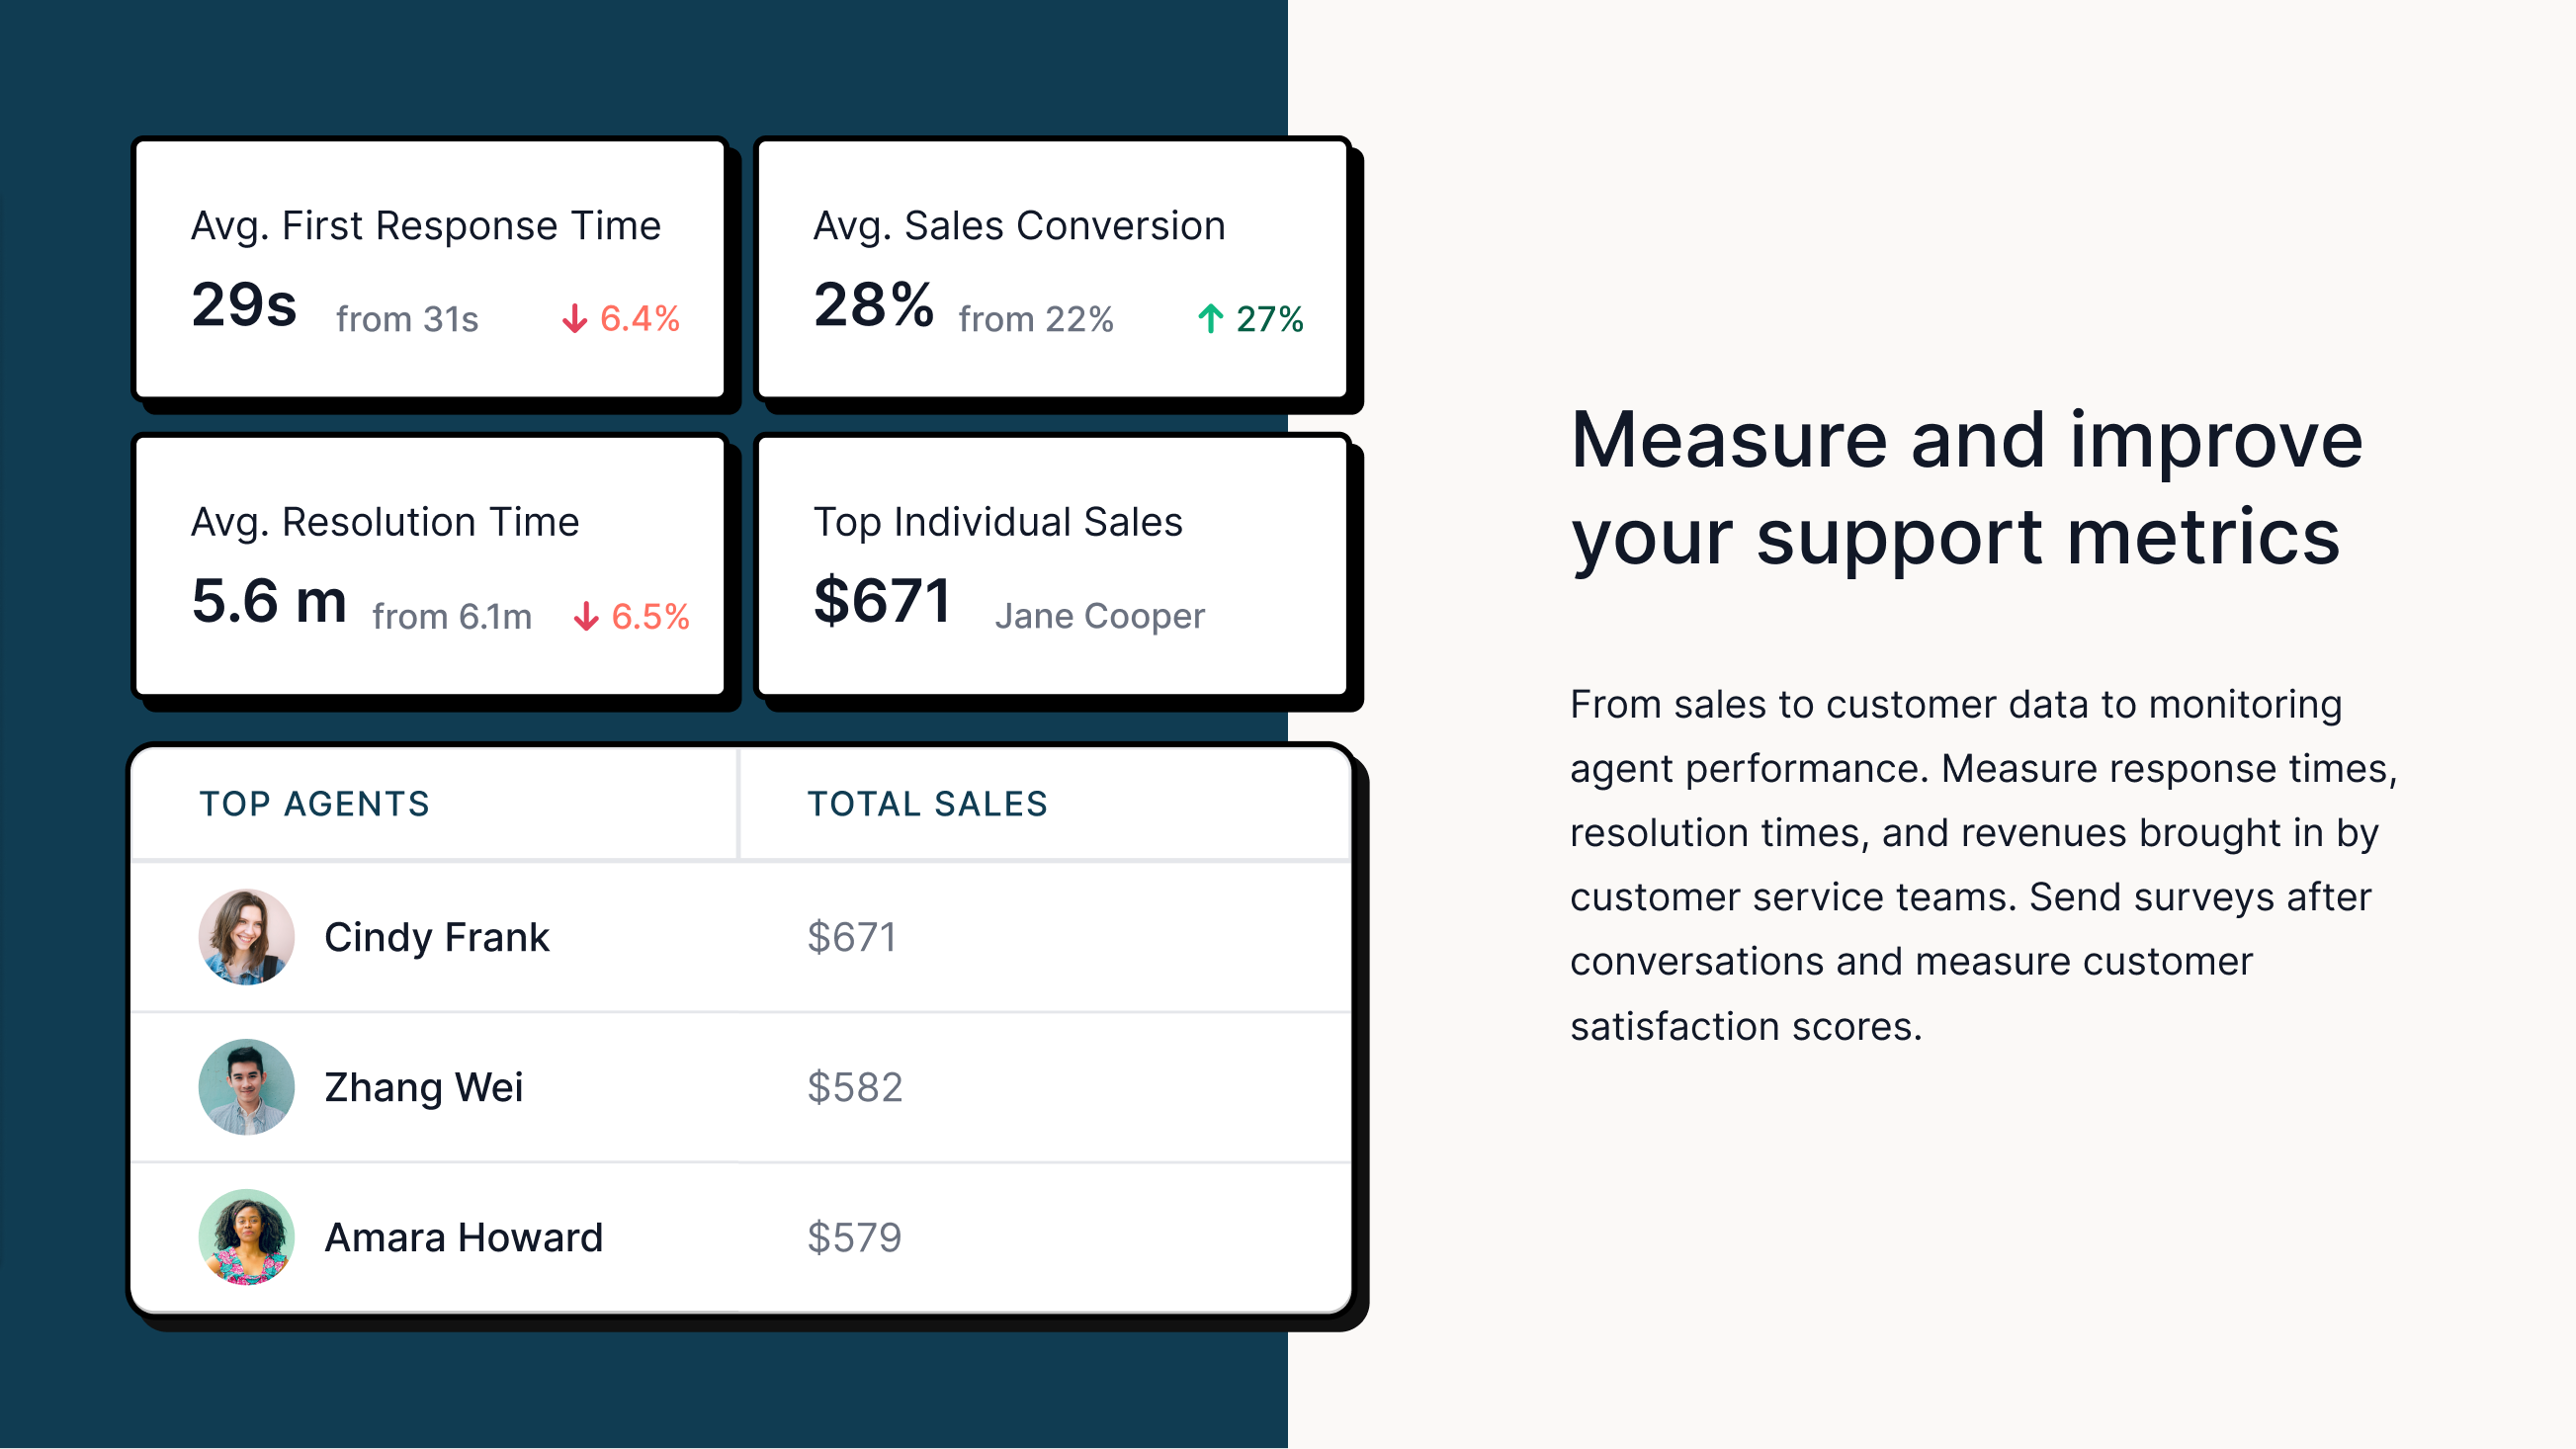 Avg. First Response Time
29s from 31s ↓ 6.4%
Avg. Sales Conversion
28% from 22% ↑ 27%
Avg. Resolution Time
5.6 m from 6.1m ↓ 6.5%
Top Individual Sales
$671 Jane Cooper
TOP AGENTS TOTAL SALES
Cindy Frank $671
Zhang Wei $582
Amara Howard $579
Measure and improve
your support metrics
From sales to customer data to monitoring
agent performance. Measure response times,
resolution times, and revenues brought in by
customer service teams. Send surveys after
conversations and measure customer
satisfaction scores.